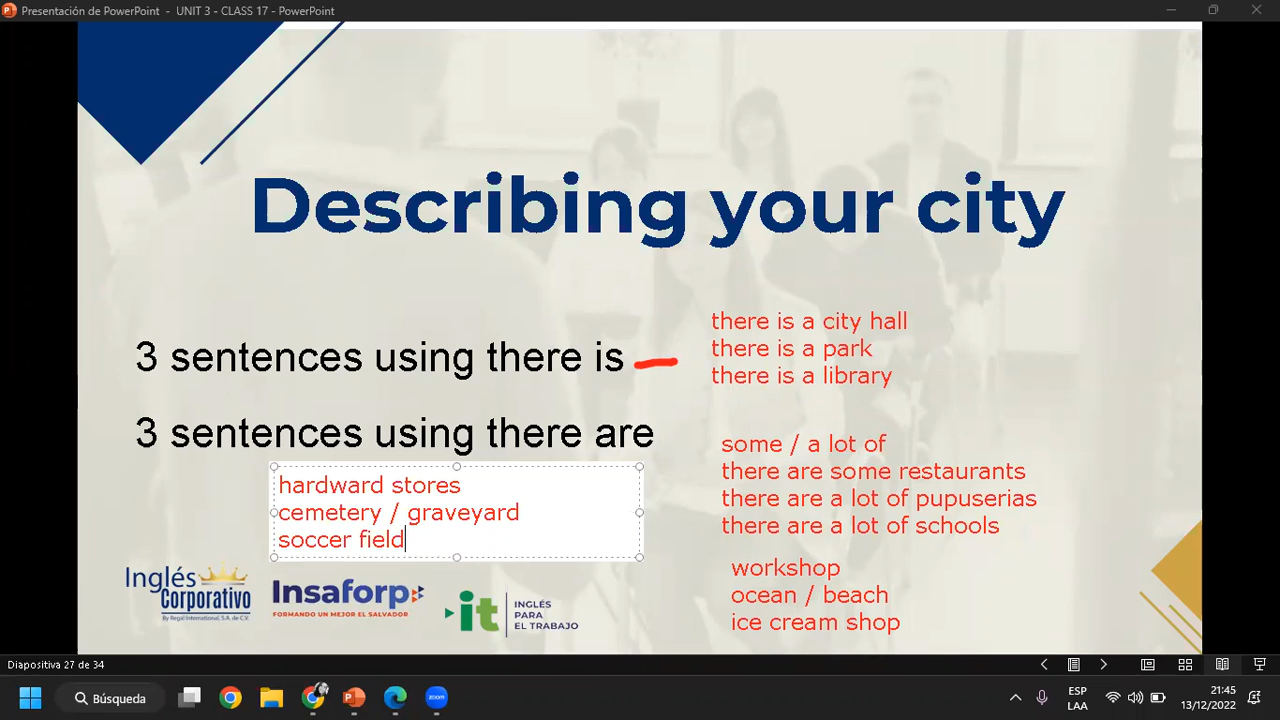 Presentación de PowerPoint - UNIT 3 - CLASS 17 - PowerPoint
Describing your city
3 sentences using there is
there is a city hall
there is a park
there is a library
3 sentences using there are
some / a lot of
there are some restaurants
there are a lot of pupuserias
there are a lot of schools
hardward stores
cemetery / graveyard
soccer field
workshop
ocean / beach
ice cream shop
Inglés
Corporativo
By Regal International, S.A. de C.V.
Insaforp
FORMANDO UN MEJOR EL SALVADOR
it
INGLÉS
PARA
EL TRABAJO
Diapositiva 27 de 34
Búsqueda
zoom
ESP
LAA
21:45
13/12/2022